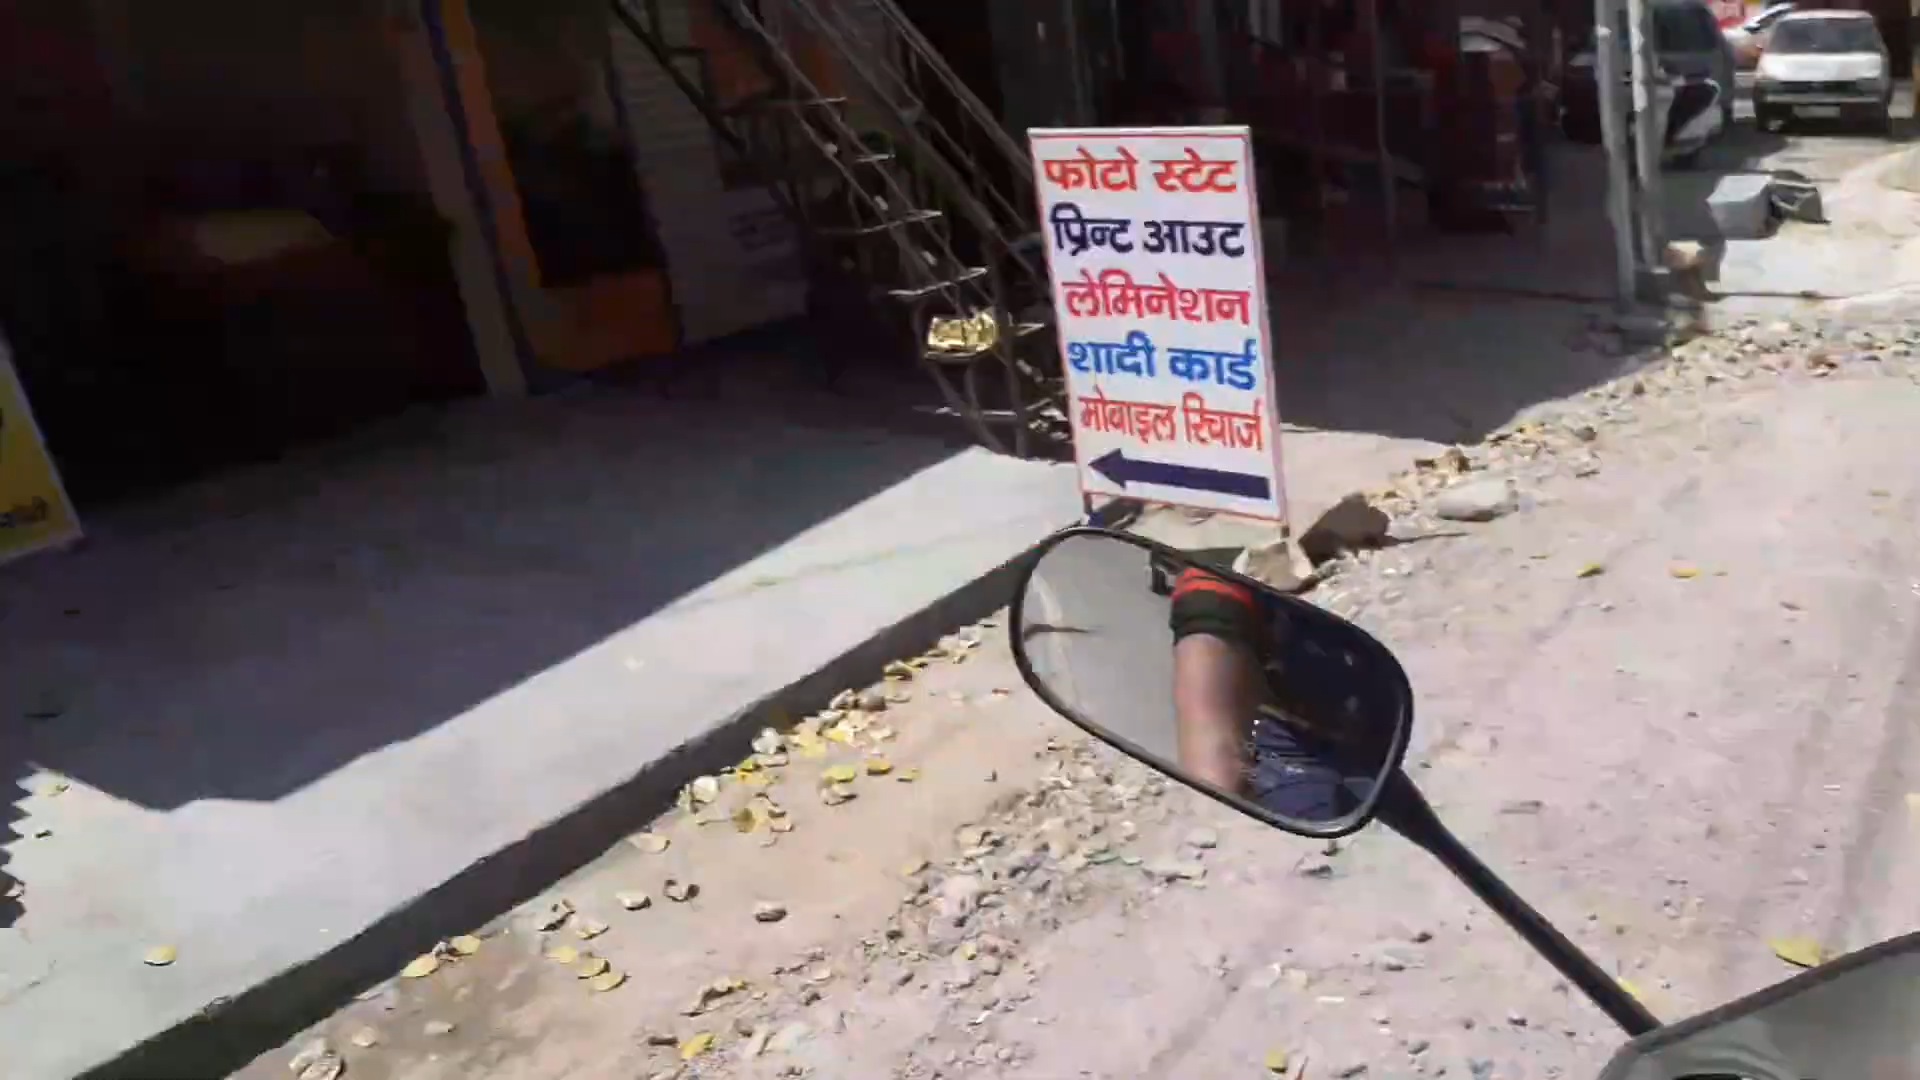 फोटो स्टेट
प्रिन्ट आउट
लेमिनेशन
शादी कार्ड
मोबाइल रिचार्ज